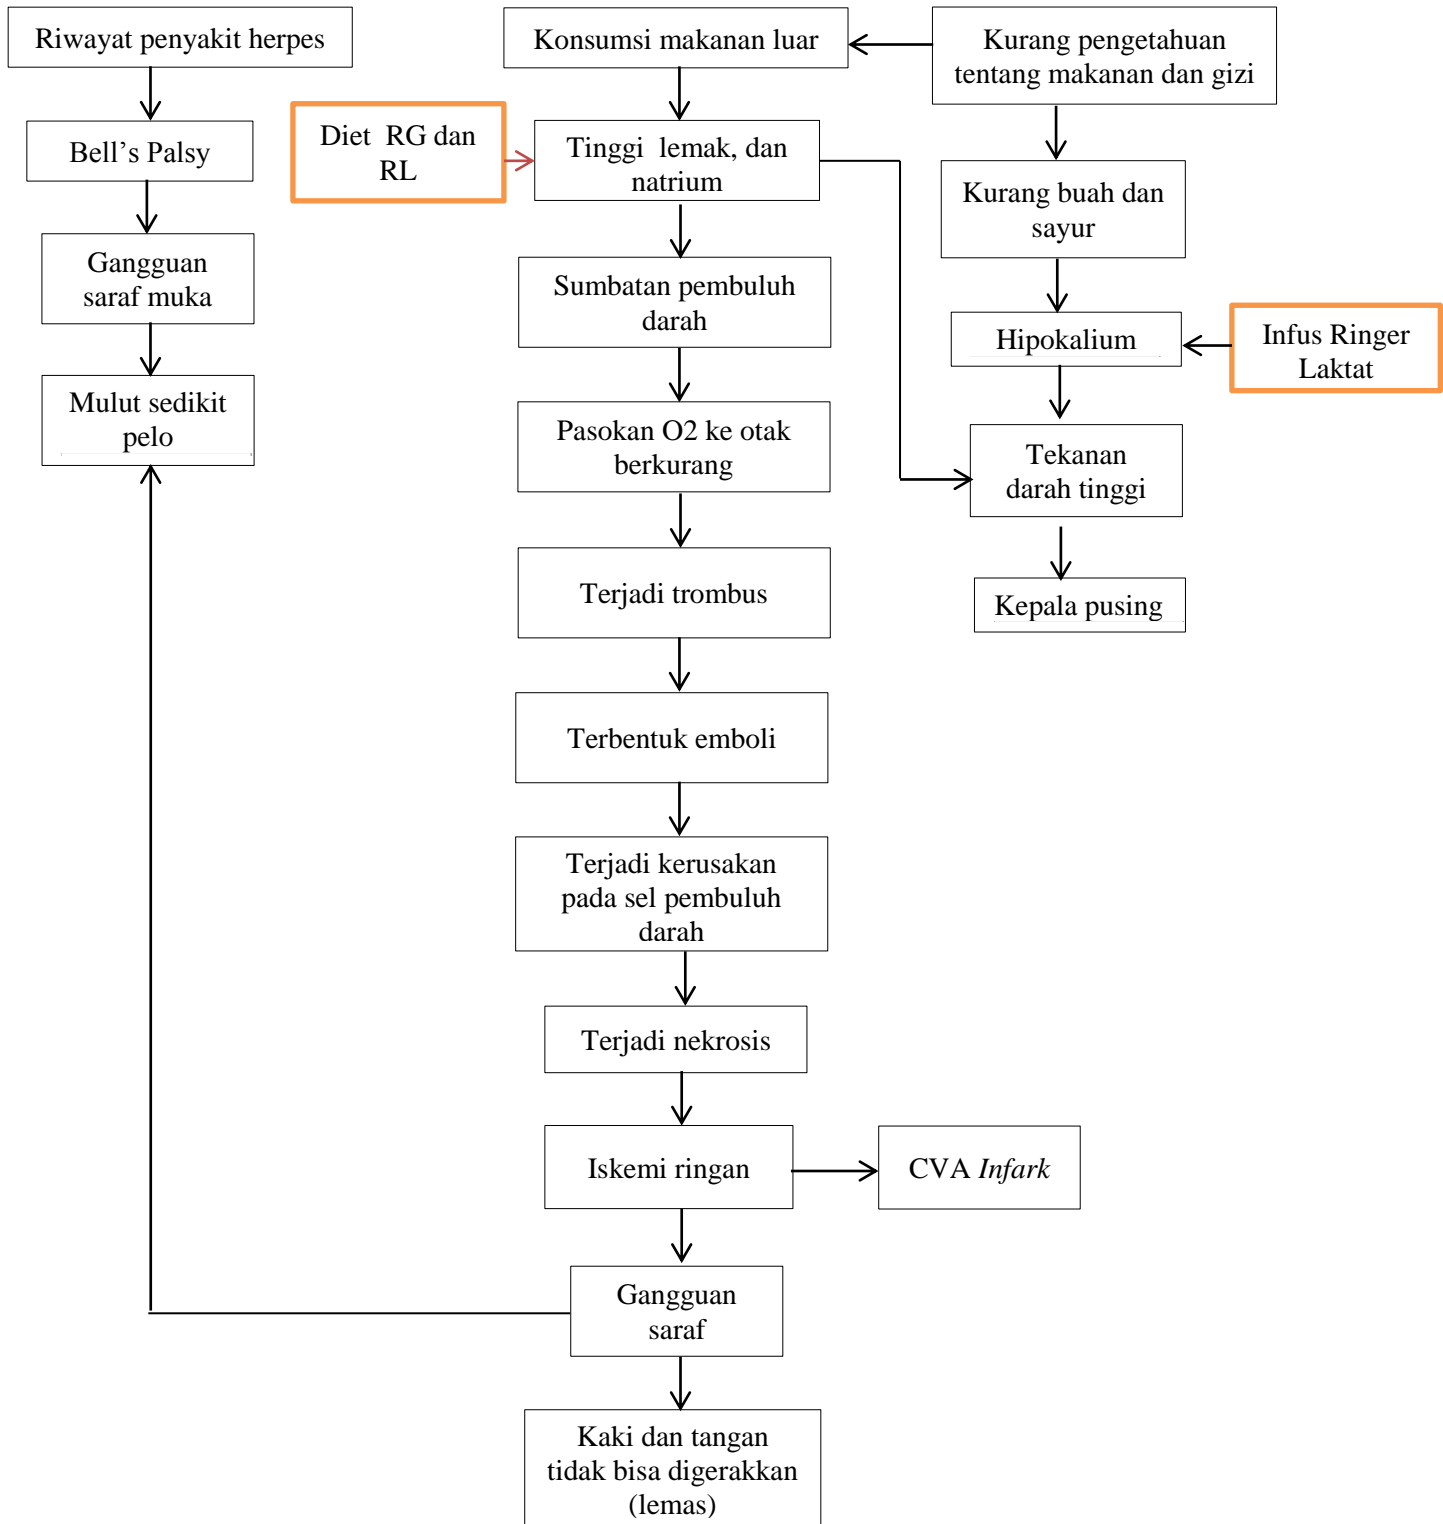 Riwayat penyakit herpes
Konsumsi makanan luar
Kurang pengetahuan
tentang makanan dan gizi
Bell’s Palsy
Diet RG dan
RL
Tinggi lemak, dan
natrium
Kurang buah dan
sayur
Gangguan
saraf muka
Sumbatan pembuluh
darah
Hipokalium
Infus Ringer
Laktat
Mulut sedikit
pelo
Pasokan O2 ke otak
berkurang
Tekanan
darah tinggi
Terjadi trombus
Kepala pusing
Terbentuk emboli
Terjadi kerusakan
pada sel pembuluh
darah
Terjadi nekrosis
Iskemi ringan
CVA Infark
Gangguan
saraf
Kaki dan tangan
tidak bisa digerakkan
(lemas)